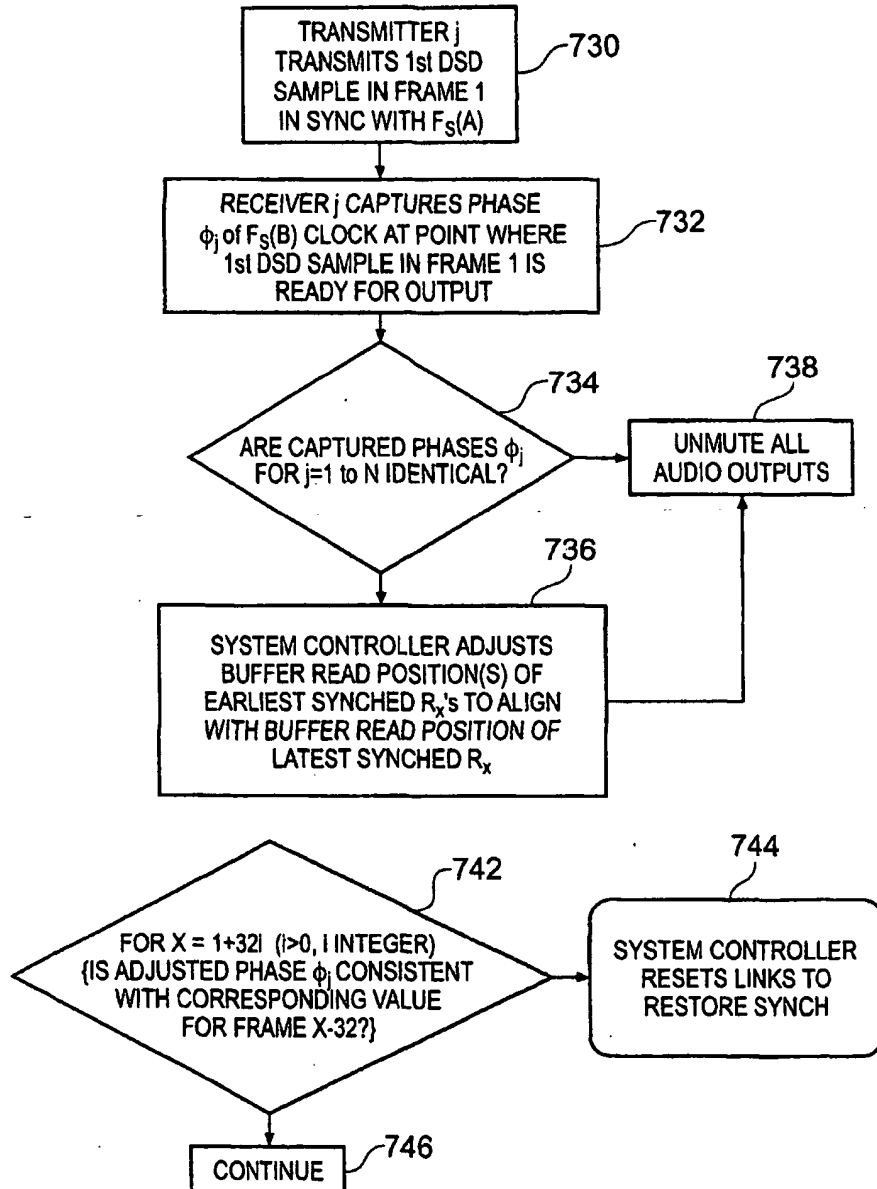 TRANSMITTER j
TRANSMITS 1st DSD
SAMPLE IN FRAME 1
IN SYNC WITH FS(A)
730
RECEIVER j CAPTURES PHASE
ϕj of FS(B) CLOCK AT POINT WHERE
1st DSD SAMPLE IN FRAME 1 IS
READY FOR OUTPUT
732
734
ARE CAPTURED PHASES ϕj
FOR j=1 to N IDENTICAL?
738
UNMUTE ALL
AUDIO OUTPUTS
736
SYSTEM CONTROLLER ADJUSTS
BUFFER READ POSITION(S) OF
EARLIEST SYNCHED Rx's TO ALIGN
WITH BUFFER READ POSITION OF
LATEST SYNCHED Rx
742
FOR X = 1+32i (i>0, I INTEGER)
{IS ADJUSTED PHASE ϕj CONSISTENT
WITH CORRESPONDING VALUE
FOR FRAME X-32?}
744
SYSTEM CONTROLLER
RESETS LINKS TO
RESTORE SYNCH
CONTINUE
746